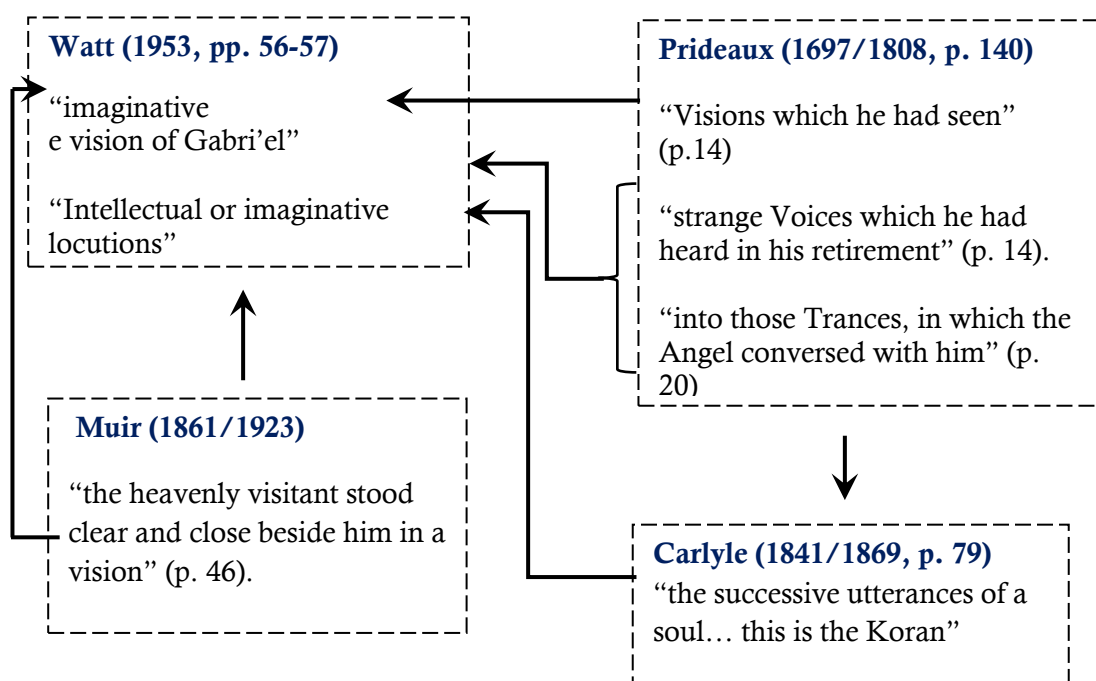 Watt (1953, pp. 56-57)
“imaginative
e vision of Gabri’el”
“Intellectual or imaginative
locutions”
Prideaux (1697/1808, p. 140)
“Visions which he had seen”
(p.14)
“strange Voices which he had
heard in his retirement” (p. 14).
“into those Trances, in which the
Angel conversed with him” (p.
20)
Muir (1861/1923)
“the heavenly visitant stood
clear and close beside him in a
vision” (p. 46).
Carlyle (1841/1869, p. 79)
“the successive utterances of a
soul… this is the Koran”